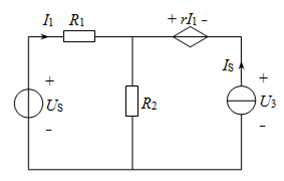 I1 R1 + rI1 -
IS
+ US -
R2
+ U3 -